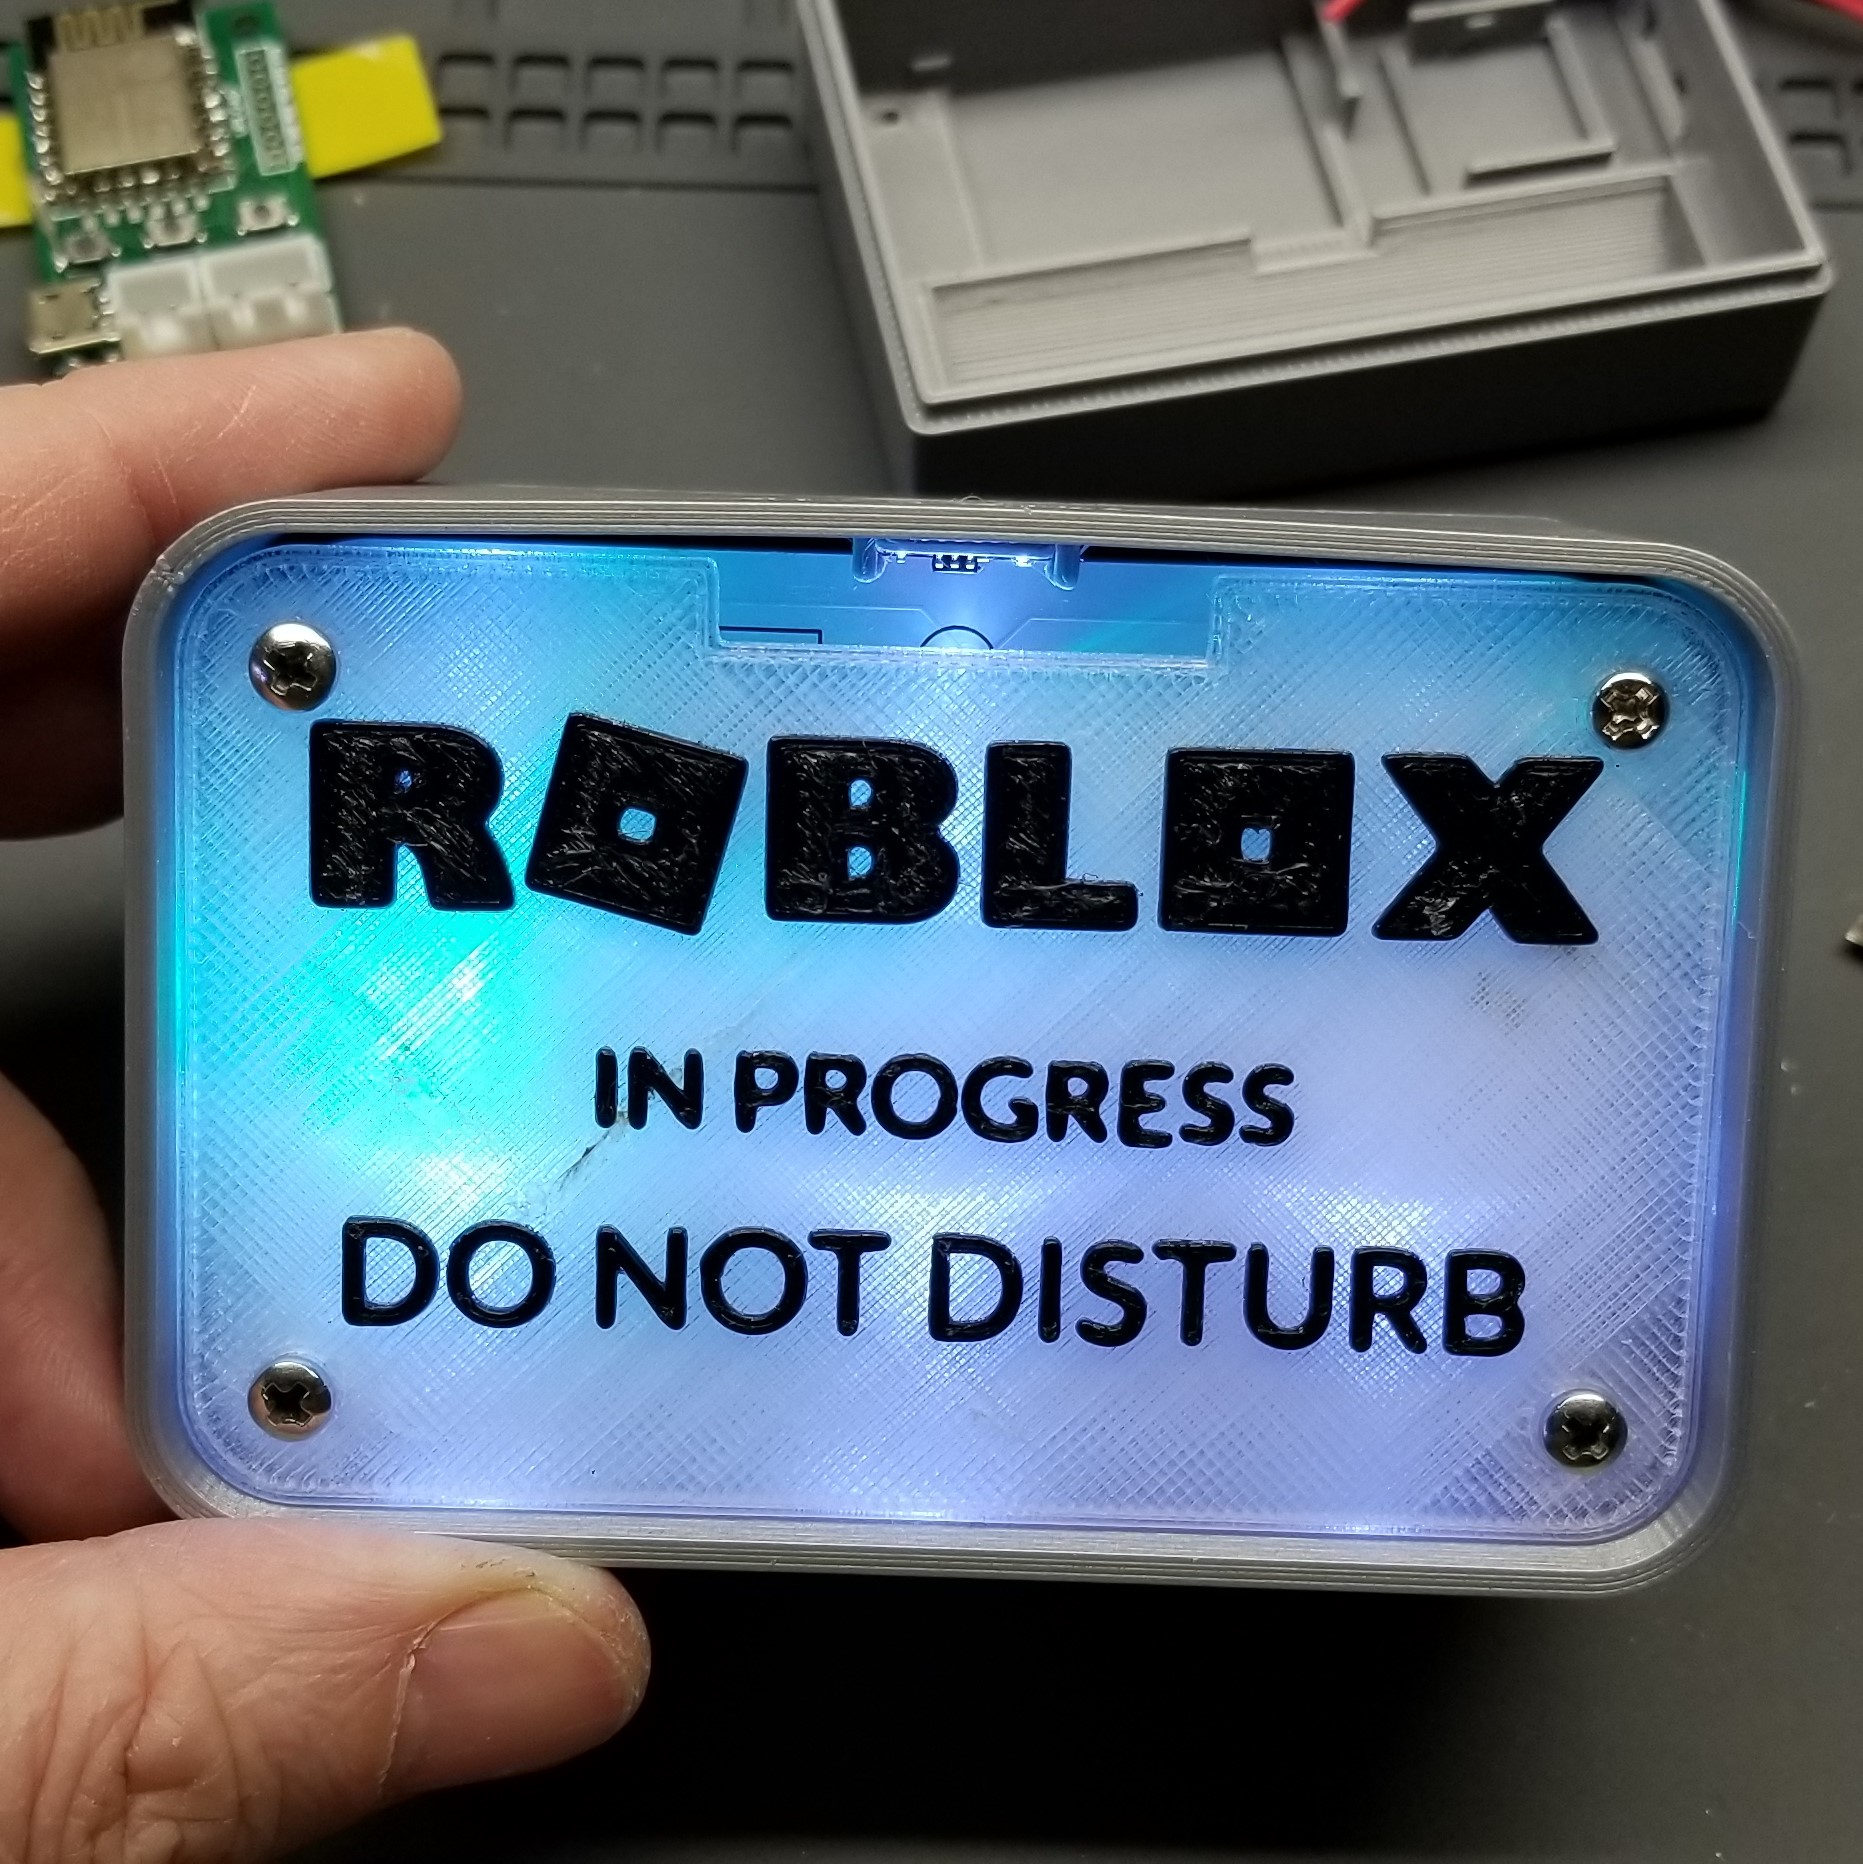 ROBLOX
IN PROGRESS
DO NOT DISTURB